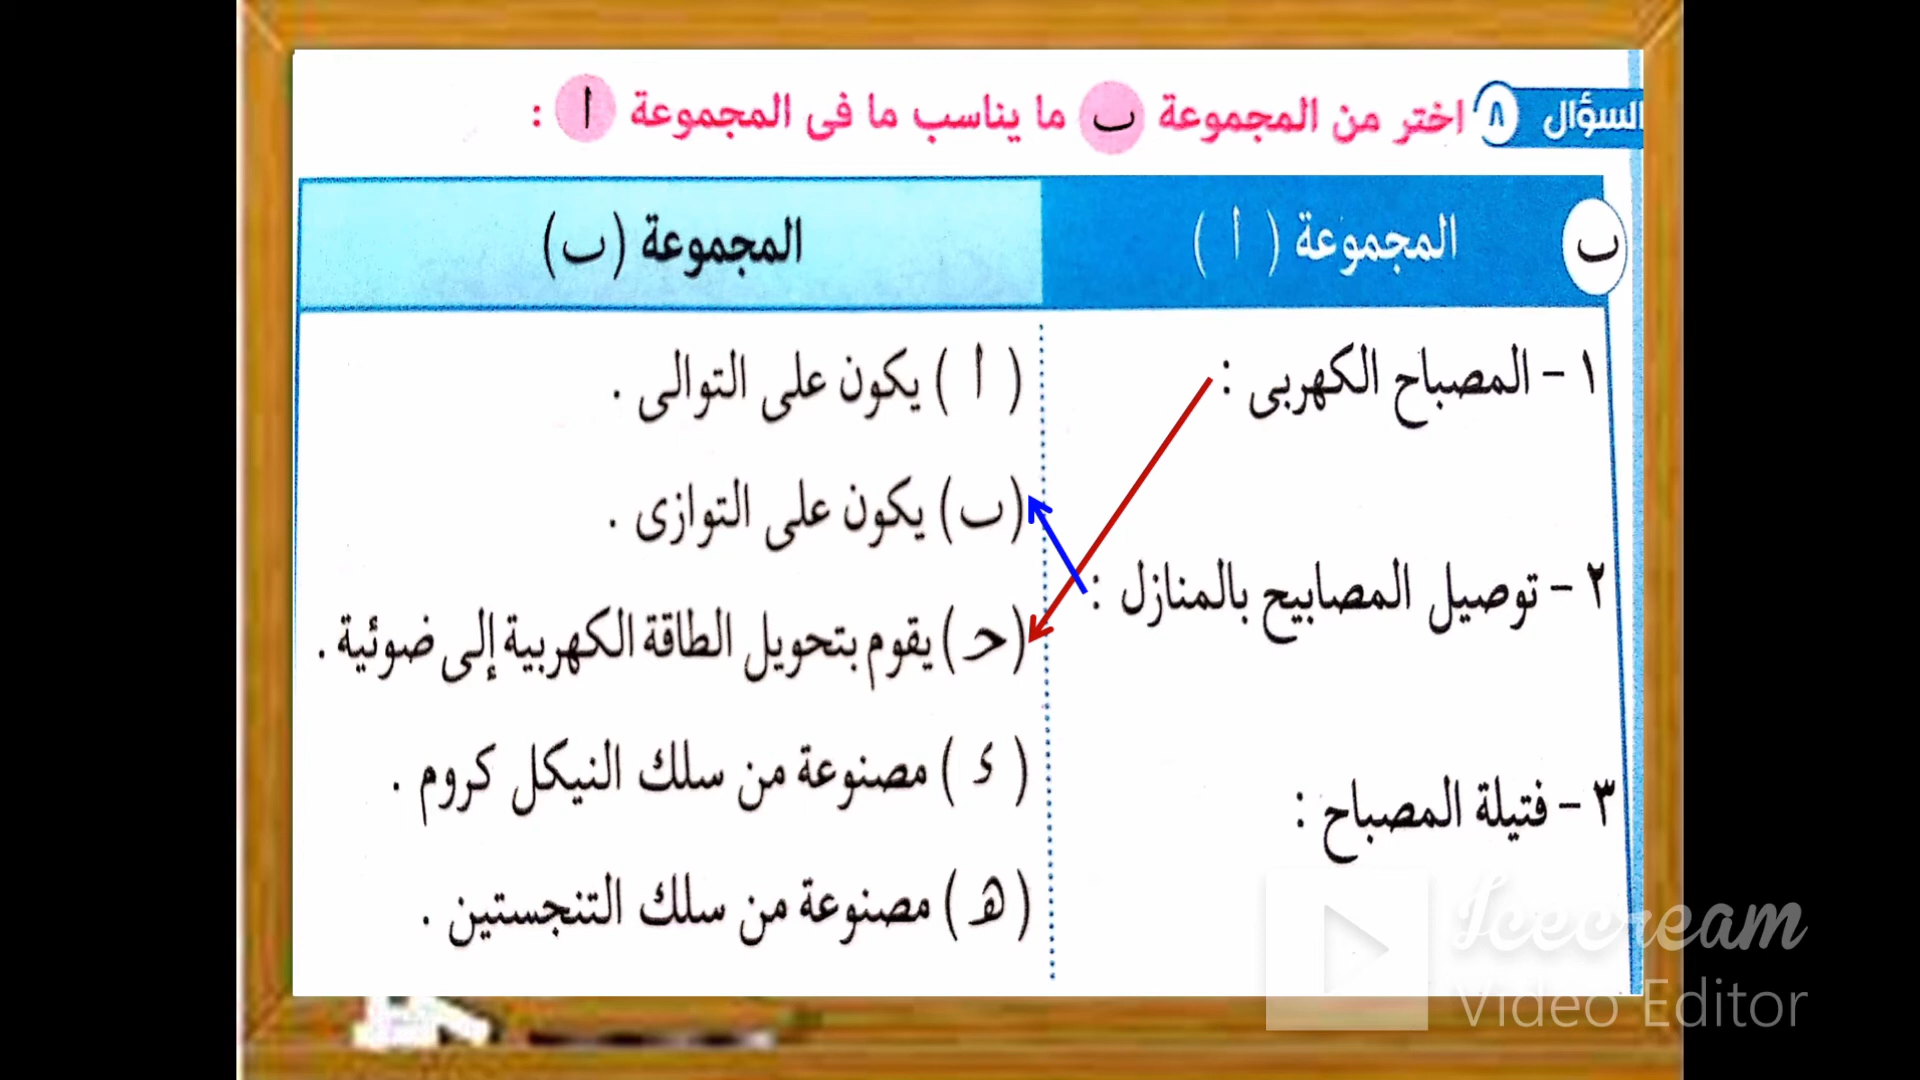 السؤال ٨ اختر من المجموعة ب ما يناسب ما فى المجموعة أ :
ب
المجموعة ( أ )
المجموعة (ب)
١ - المصباح الكهربى :
٢ - توصيل المصابيح بالمنازل :
٣ - فتيلة المصباح :
( أ ) يكون على التوالى .
(ب) يكون على التوازى .
(حـ) يقوم بتحويل الطاقة الكهربية إلى ضوئية .
( ء ) مصنوعة من سلك النيكل كروم .
(هـ) مصنوعة من سلك التنجستين .
Icecream
Video Editor